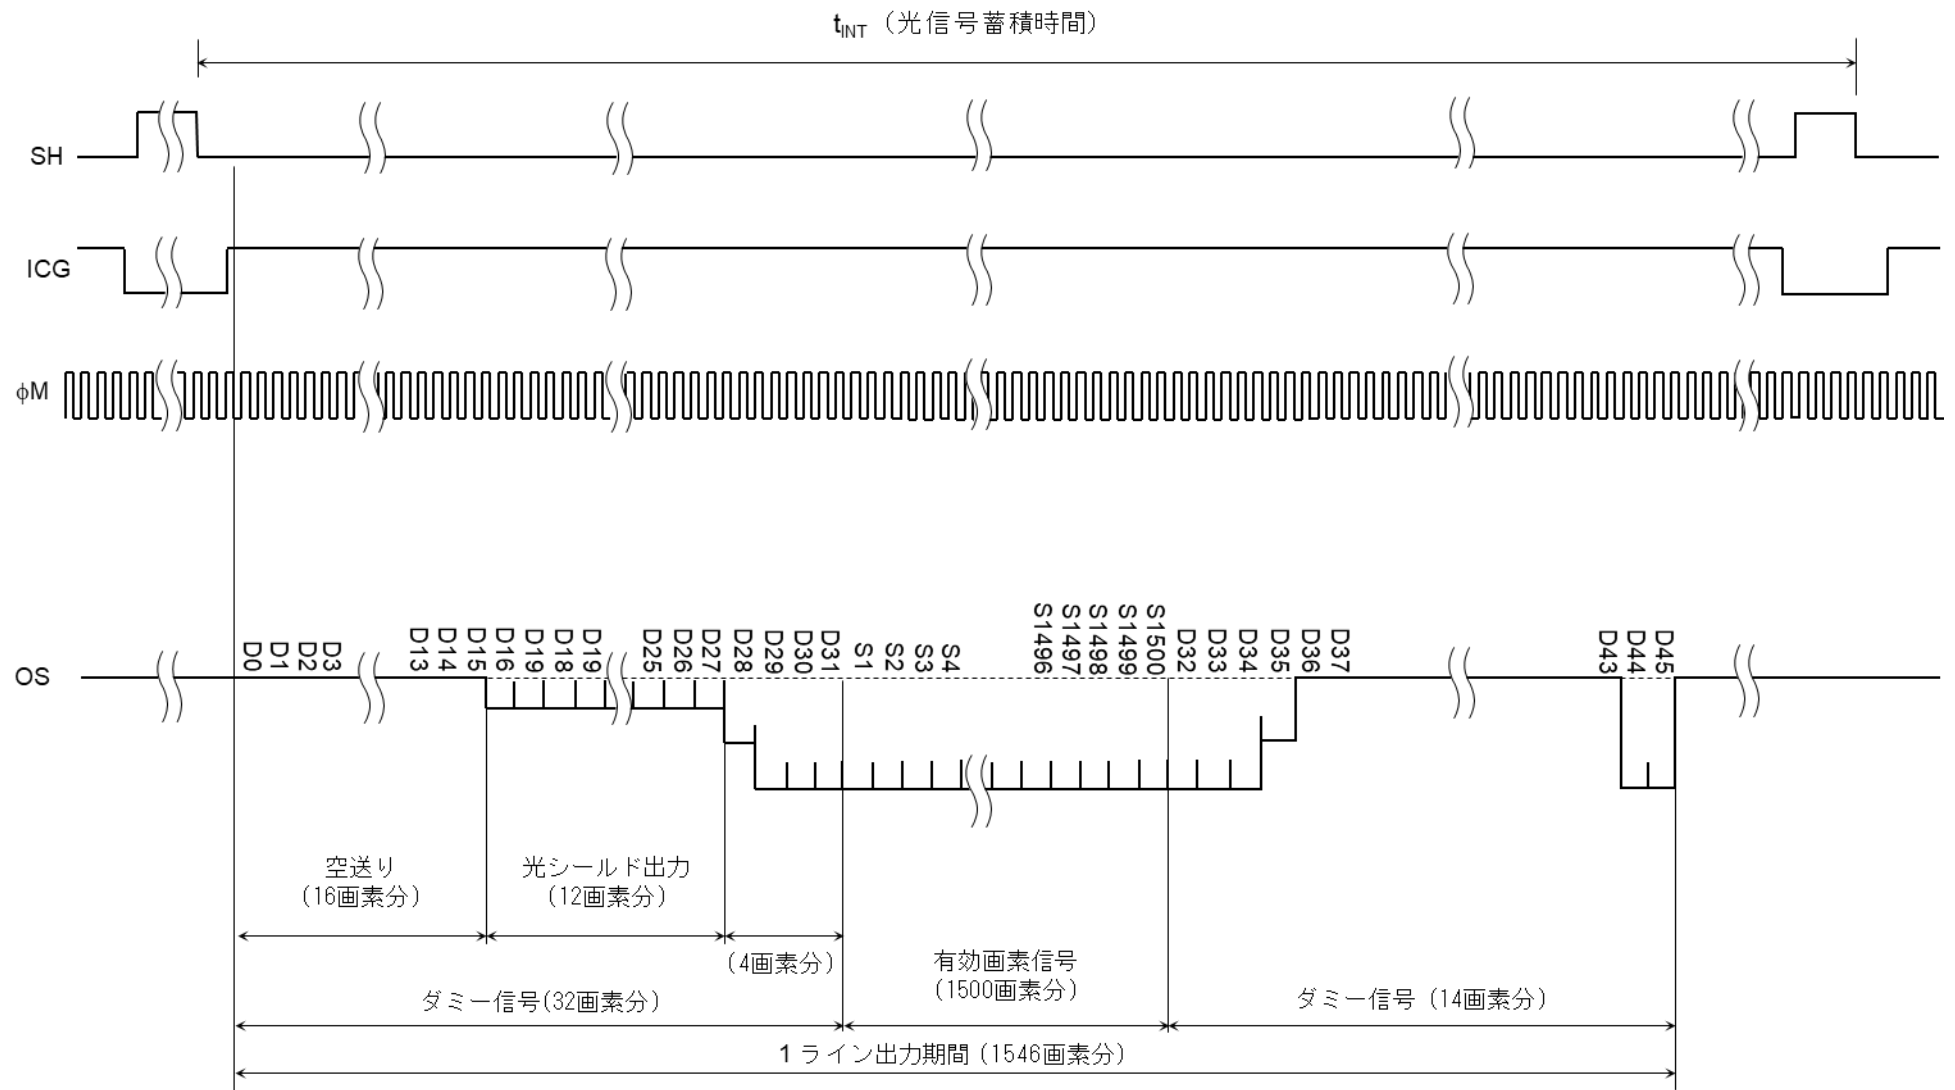 tINT (光信号蓄積時間)
SH
ICG
ϕM
OS
D0
D1
D2
D3
D13
D14
D15
D16
D19
D18
D19
D25
D26
D27
D28
D29
D30
D31
S1
S2
S3
S4
S1496
S1497
S1498
S1499
S1500
D32
D33
D34
D35
D36
D37
D43
D44
D45
空送り
(16画素分)
光シールド出力
(12画素分)
(4画素分)
有効画素信号
(1500画素分)
ダミー信号(32画素分)
ダミー信号 (14画素分)
1 ライン出力期間 (1546画素分)